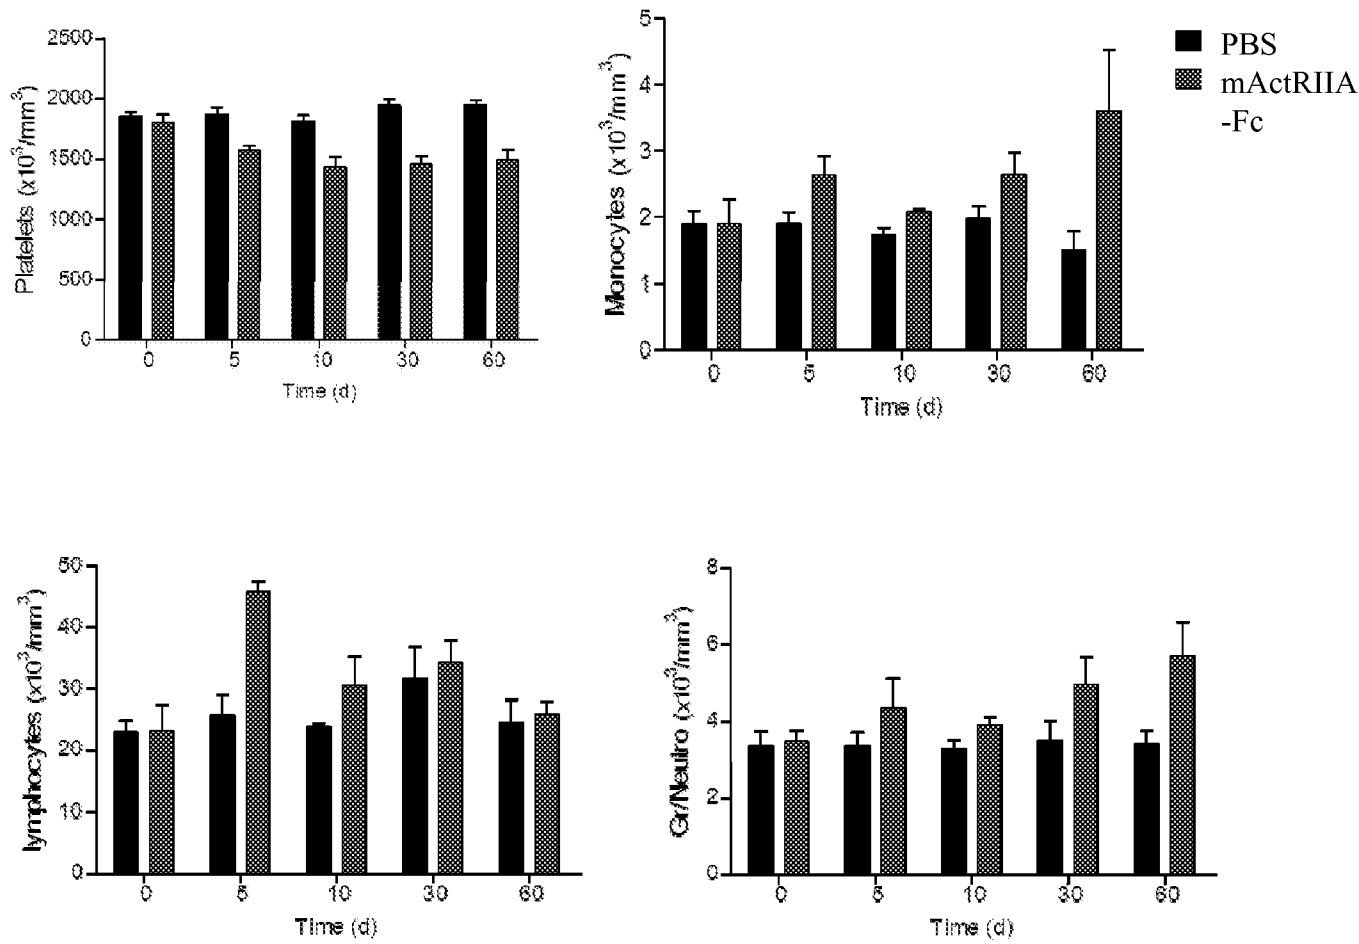 Platelets (x10³/mm³)
2500
2000
1500
1000
500
0
0 5 10 30 60
Time (d)
Monocytes (x10³/mm³)
5
4
3
2
1
0
0 5 10 30 60
Time (d)
PBS
mActRIIA
-Fc
lymphocytes (x10³/mm³)
50
40
30
20
10
0
0 5 10 30 60
Time (d)
Gr/Neutro (x10³/mm³)
8
6
4
2
0
0 5 10 30 60
Time (d)